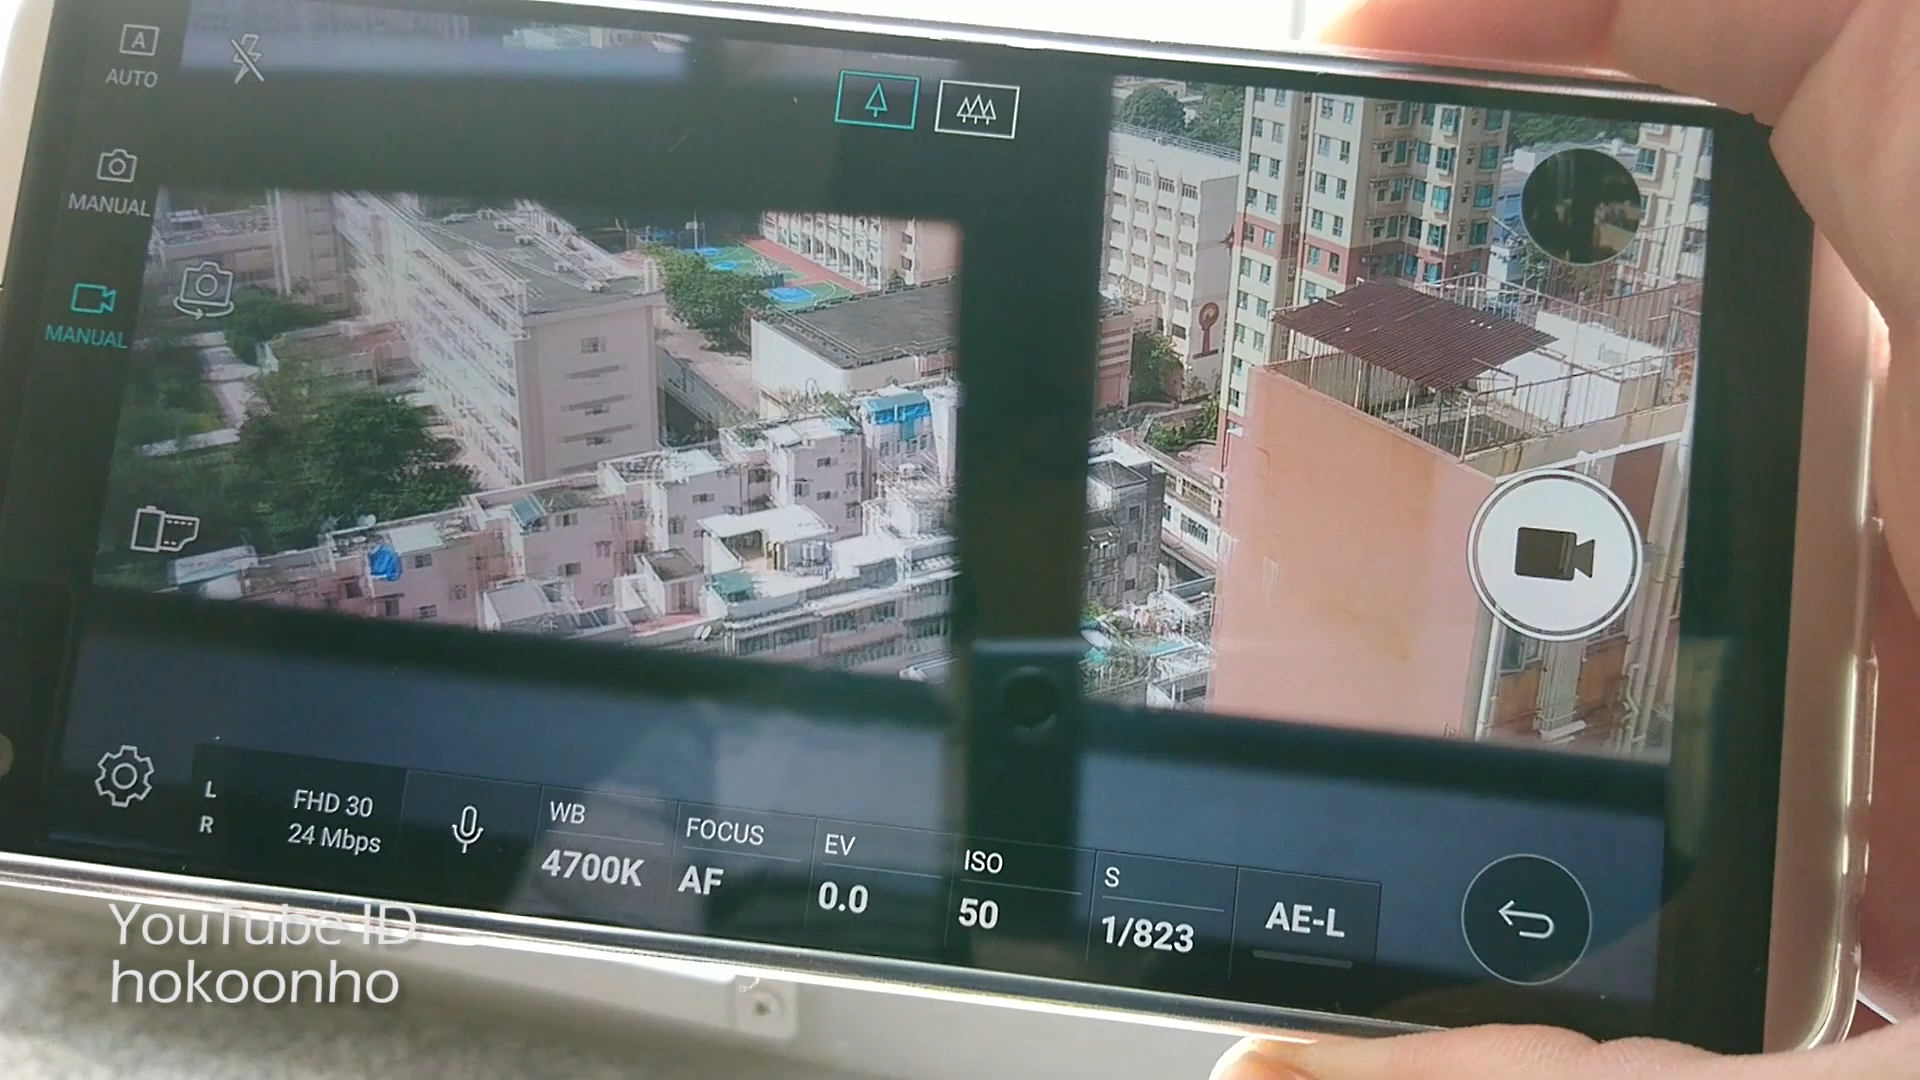 A
AUTO
MANUAL
MANUAL
L
R
FHD 30
24 Mbps
WB
4700K
FOCUS
AF
EV
0.0
ISO
50
S
1/823
AE-L
YouTube ID
hokoonho